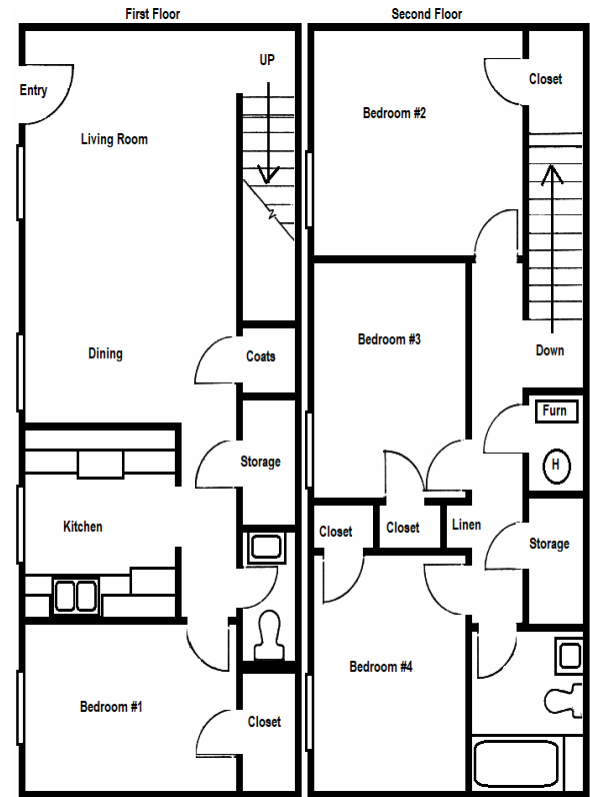 First Floor
Entry
UP
Living Room
Dining
Coats
Storage
Kitchen
Bedroom #1
Closet
Second Floor
Closet
Bedroom #2
Bedroom #3
Down
Furn
H
Closet
Closet
Linen
Storage
Bedroom #4